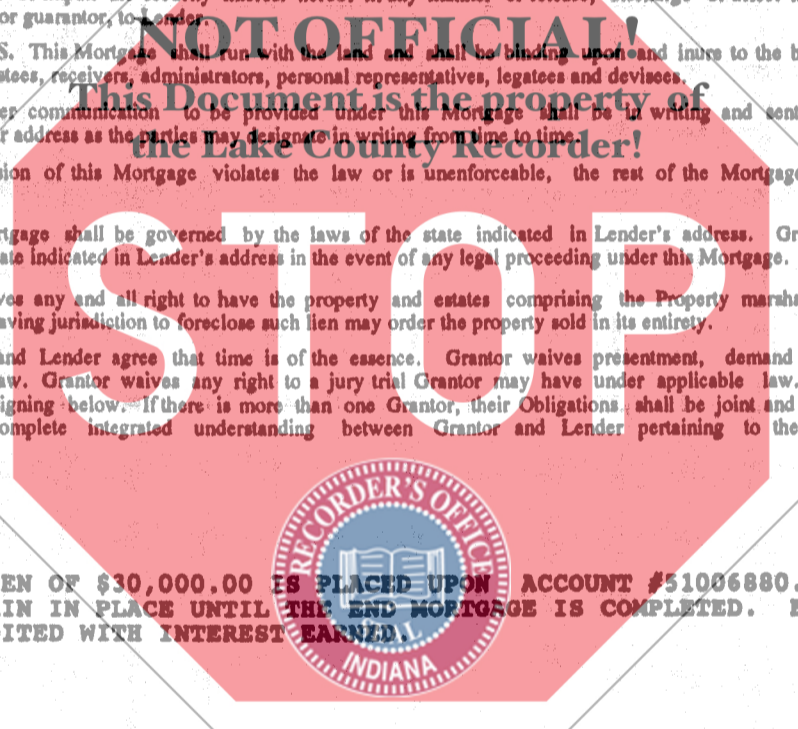 or guarantor, to Lender.
NOT OFFICIAL!
S. This Mortgage shall run with the land and shall be binding upon and inure to the b
stees, receivers, administrators, personal representatives, legatees and devisees.
This Document is the property of
er communication to be provided under this Mortgage shall be in writing and sent
r address as the parties may designate in writing from time to time.
the Lake County Recorder!
sion of this Mortgage violates the law or is unenforceable, the rest of the Mortgage
rtgage shall be governed by the laws of the state indicated in Lender's address. Gr
ate indicated in Lender's address in the event of any legal proceeding under this Mortgage.
ves any and all right to have the property and estates comprising the Property marsha
aving jurisdiction to foreclose such lien may order the property sold in its entirety.
STOP
and Lender agree that time is of the essence. Grantor waives presentment, demand
aw. Grantor waives any right to a jury trial Grantor may have under applicable law.
igning below. If there is more than one Grantor, their Obligations shall be joint and
omplete integrated understanding between Grantor and Lender pertaining to the
RECORDER'S OFFICE
EN OF $30,000.00 IS PLACED UPON ACCOUNT #51006880.
IN IN PLACE UNTIL THE END MORTGAGE IS COMPLETED.
ITED WITH INTEREST EARNED.
SEAL
INDIANA